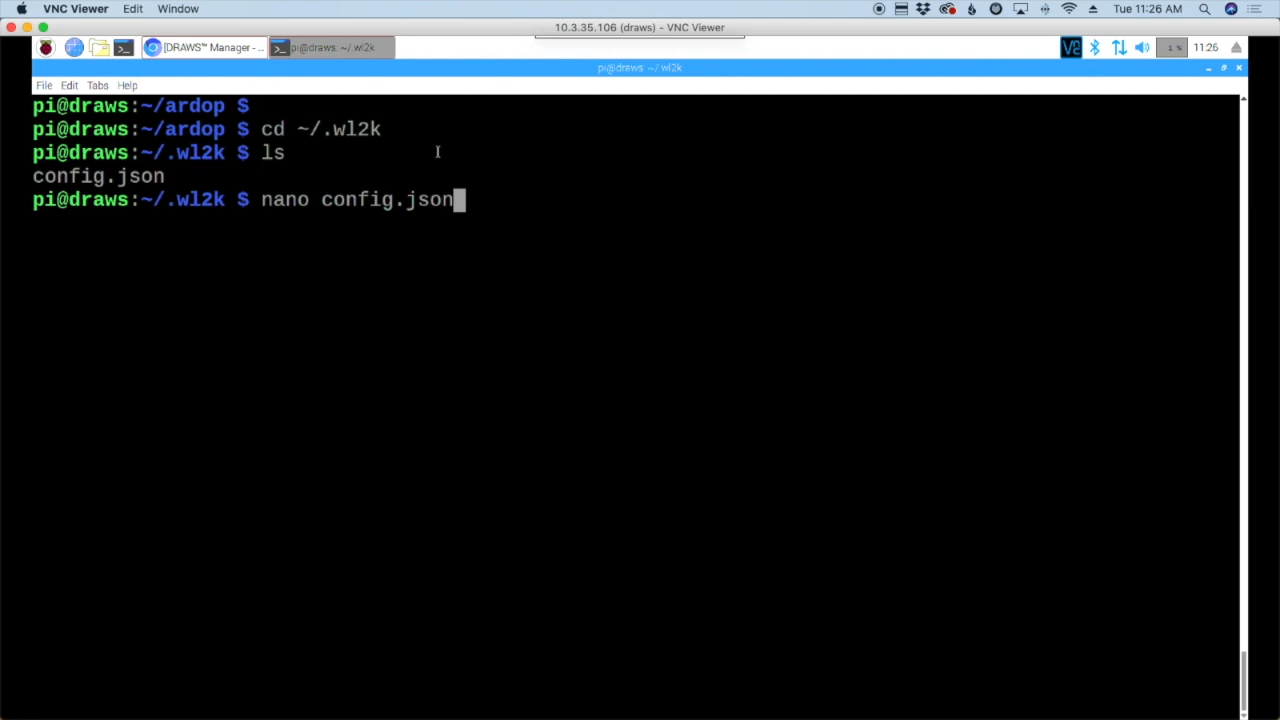 VNC Viewer Edit Window Tue 11:26 AM
10.3.35.106 (draws) - VNC Viewer
[DRAWS™ Manager - ... pi@draws: ~/.wl2k 1 % 11:26
pi@draws: ~/.wl2k
File Edit Tabs Help
pi@draws:~/ardop $
pi@draws:~/ardop $ cd ~/.wl2k
pi@draws:~/.wl2k $ ls
config.json
pi@draws:~/.wl2k $ nano config.json